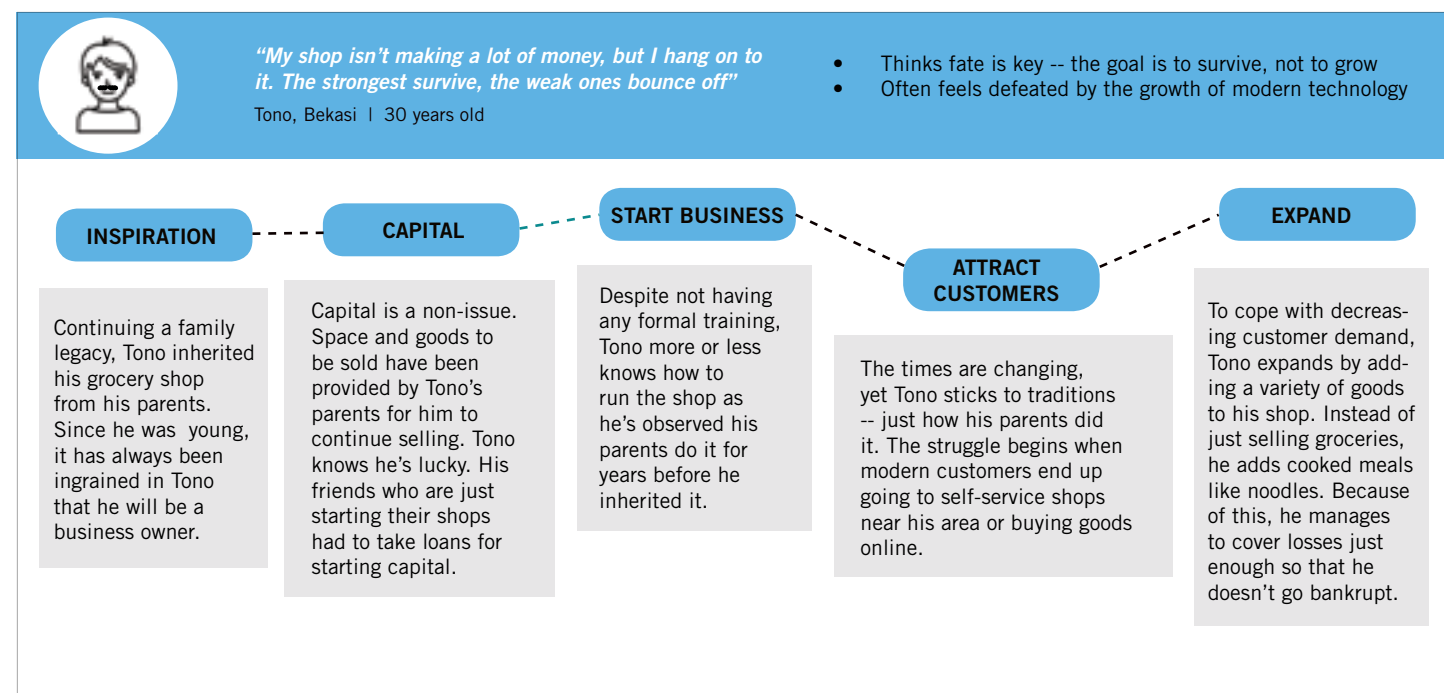 “My shop isn’t making a lot of money, but I hang on to
it. The strongest survive, the weak ones bounce off”
Tono, Bekasi | 30 years old
• Thinks fate is key -- the goal is to survive, not to grow
• Often feels defeated by the growth of modern technology
INSPIRATION
Continuing a family
legacy, Tono inherited
his grocery shop
from his parents.
Since he was  young,
it has always been
ingrained in Tono
that he will be a
business owner.
CAPITAL
Capital is a non-issue.
Space and goods to
be sold have been
provided by Tono’s
parents for him to
continue selling. Tono
knows he’s lucky. His
friends who are just
starting their shops
had to take loans for
starting capital.
START BUSINESS
Despite not having
any formal training,
Tono more or less
knows how to
run the shop as
he’s observed his
parents do it for
years before he
inherited it.
ATTRACT
CUSTOMERS
The times are changing,
yet Tono sticks to traditions
-- just how his parents did
it. The struggle begins when
modern customers end up
going to self-service shops
near his area or buying goods
online.
EXPAND
To cope with decreas-
ing customer demand,
Tono expands by add-
ing a variety of goods
to his shop. Instead of
just selling groceries,
he adds cooked meals
like noodles. Because
of this, he manages
to cover losses just
enough so that he
doesn’t go bankrupt.